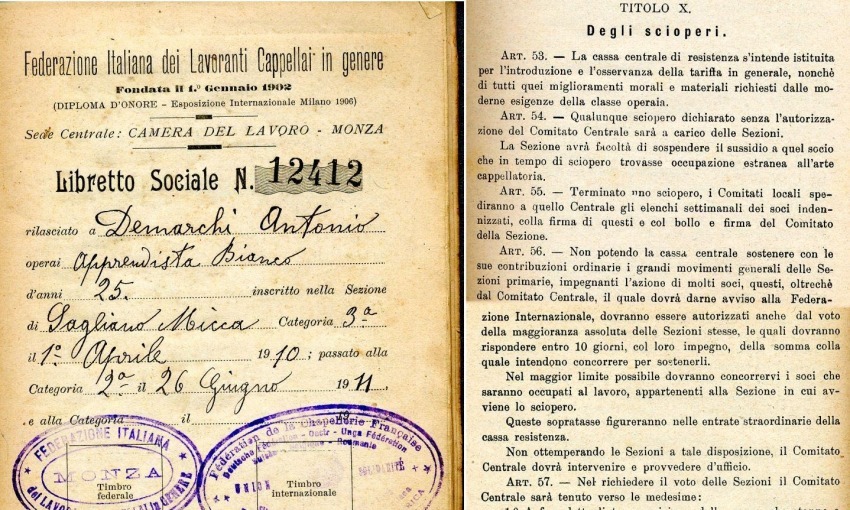 Federazione Italiana dei Lavoranti Cappellai in genere
Fondata il 1.º Gennaio 1902
(DIPLOMA D'ONORE - Esposizione Internazionale Milano 1906)
Sede Centrale: CAMERA DEL LAVORO - MONZA
Libretto Sociale N. 12412
rilasciato a Demarchi Antonio
operai Apprendista Bianco
d'anni 25. inscritto nella Sezione
di Sagliano Micca Categoria 3ª
il 1º Aprile 1910; passato alla
Categoria 2ª il 26 Giugno 1911,
e alla Categoria il 19
FEDERAZIONE ITALIANA
MONZA
Timbro
federale
Fédération de la Chapellerie Française
UNION
Timbro
internazionale
TITOLO X.
Degli scioperi.
ART. 53. — La cassa centrale di resistenza s'intende istituita
per l'introduzione e l'osservanza della tariffa in generale, nonchè
di tutti quei miglioramenti morali e materiali richiesti dalle mo-
derne esigenze della classe operaia.
ART. 54. — Qualunque sciopero dichiarato senza l'autorizza-
zione del Comitato Centrale sarà a carico delle Sezioni.
La Sezione avrà facoltà di sospendere il sussidio a quel socio
che in tempo di sciopero trovasse occupazione estranea all'arte
cappellatoria.
ART. 55. — Terminato uno sciopero, i Comitati locali spe-
diranno a quello Centrale gli elenchi settimanali dei soci inden-
nizzati, colla firma di questi e col bollo e firma del Comitato
della Sezione.
ART. 56. — Non potendo la cassa centrale sostenere con le
sue contribuzioni ordinarie i grandi movimenti generali delle Se-
zioni primarie, impegnanti l'azione di molti soci, questi, oltrechè
dal Comitato Centrale, il quale dovrà darne avviso alla Federa-
zione Internazionale, dovranno essere autorizzati anche dal voto
della maggioranza assoluta delle Sezioni stesse, le quali dovranno
rispondere entro 10 giorni, col loro impegno, della somma colla
quale intendono concorrere per sostenerli.
Nel maggior limite possibile dovranno concorrervi i soci che
saranno occupati al lavoro, appartenenti alla Sezione in cui av-
viene lo sciopero.
Queste sopratasse figureranno nelle entrate straordinarie della
cassa resistenza.
Non ottemperando le Sezioni a tale disposizione, il Comitato
Centrale dovrà intervenire e provvedere d'ufficio.
ART. 57. — Nel richiedere il voto delle Sezioni il Comitato
Centrale sarà tenuto verso le medesime: